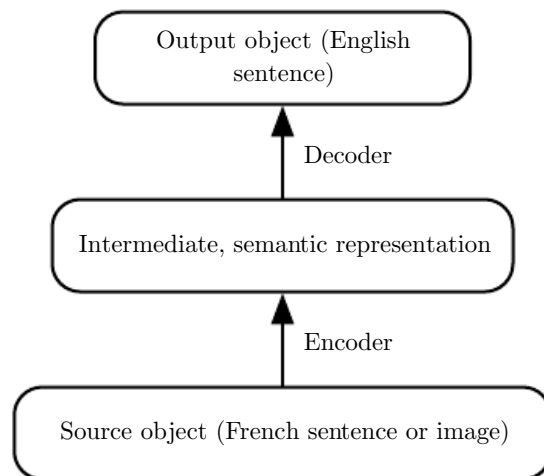 Output object (English
sentence)
Decoder
Intermediate, semantic representation
Encoder
Source object (French sentence or image)